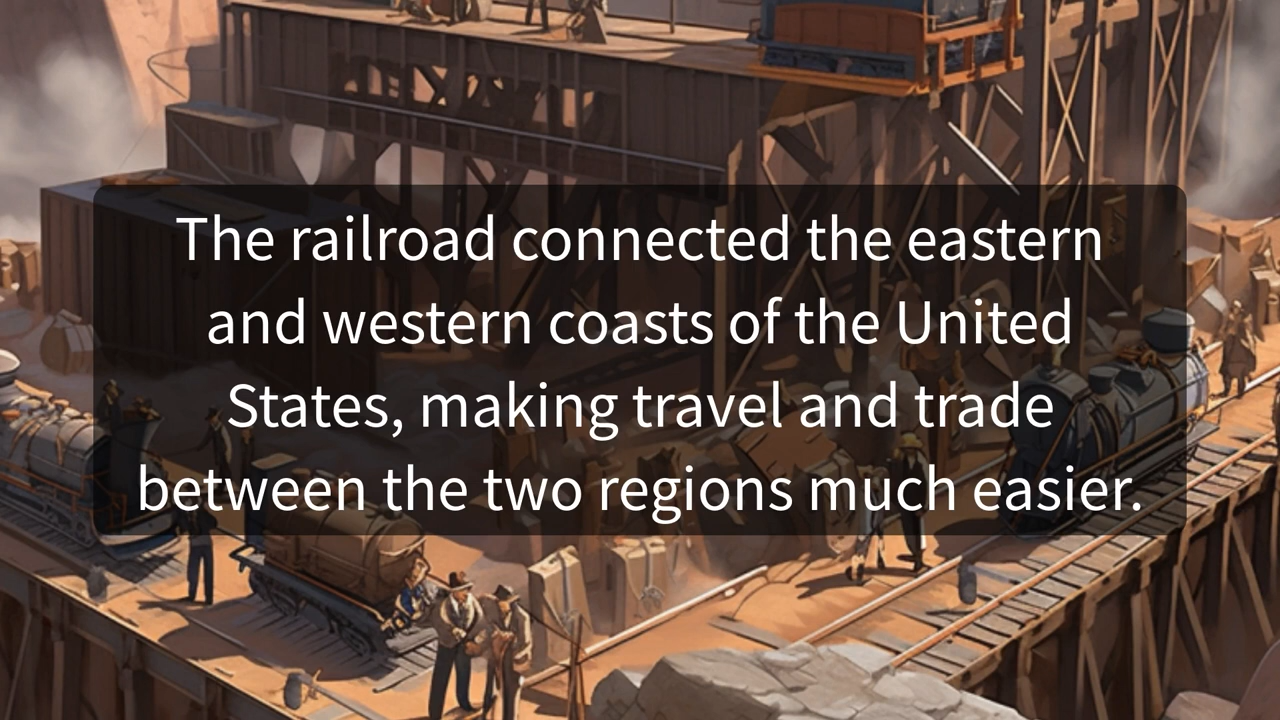 The railroad connected the eastern
and western coasts of the United
States, making travel and trade
between the two regions much easier.